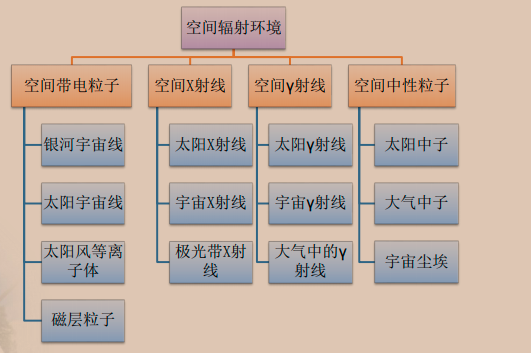 空间辐射环境
空间带电粒子
空间X射线
空间γ射线
空间中性粒子
银河宇宙线
太阳X射线
太阳γ射线
太阳中子
太阳宇宙线
宇宙X射线
宇宙γ射线
大气中子
太阳风等离
子体
极光带X射
线
大气中的γ
射线
宇宙尘埃
磁层粒子